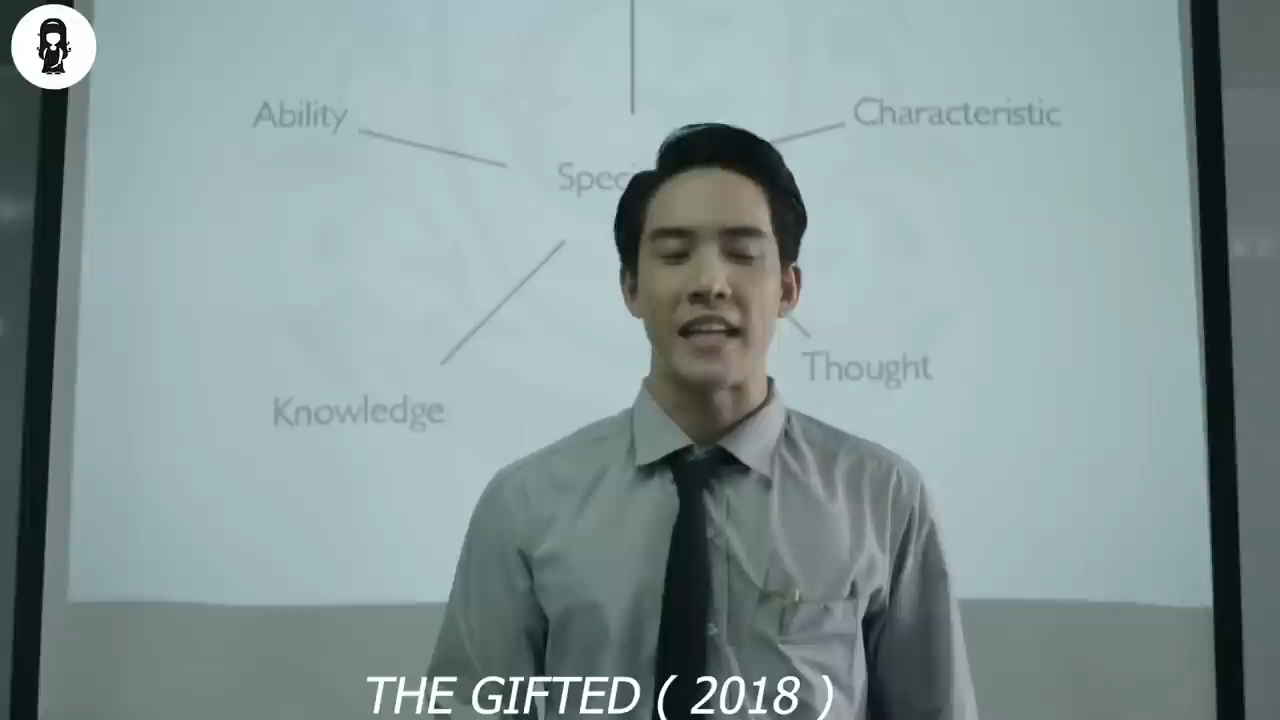 Ability
Characteristic
Thought
Knowledge
THE GIFTED ( 2018 )